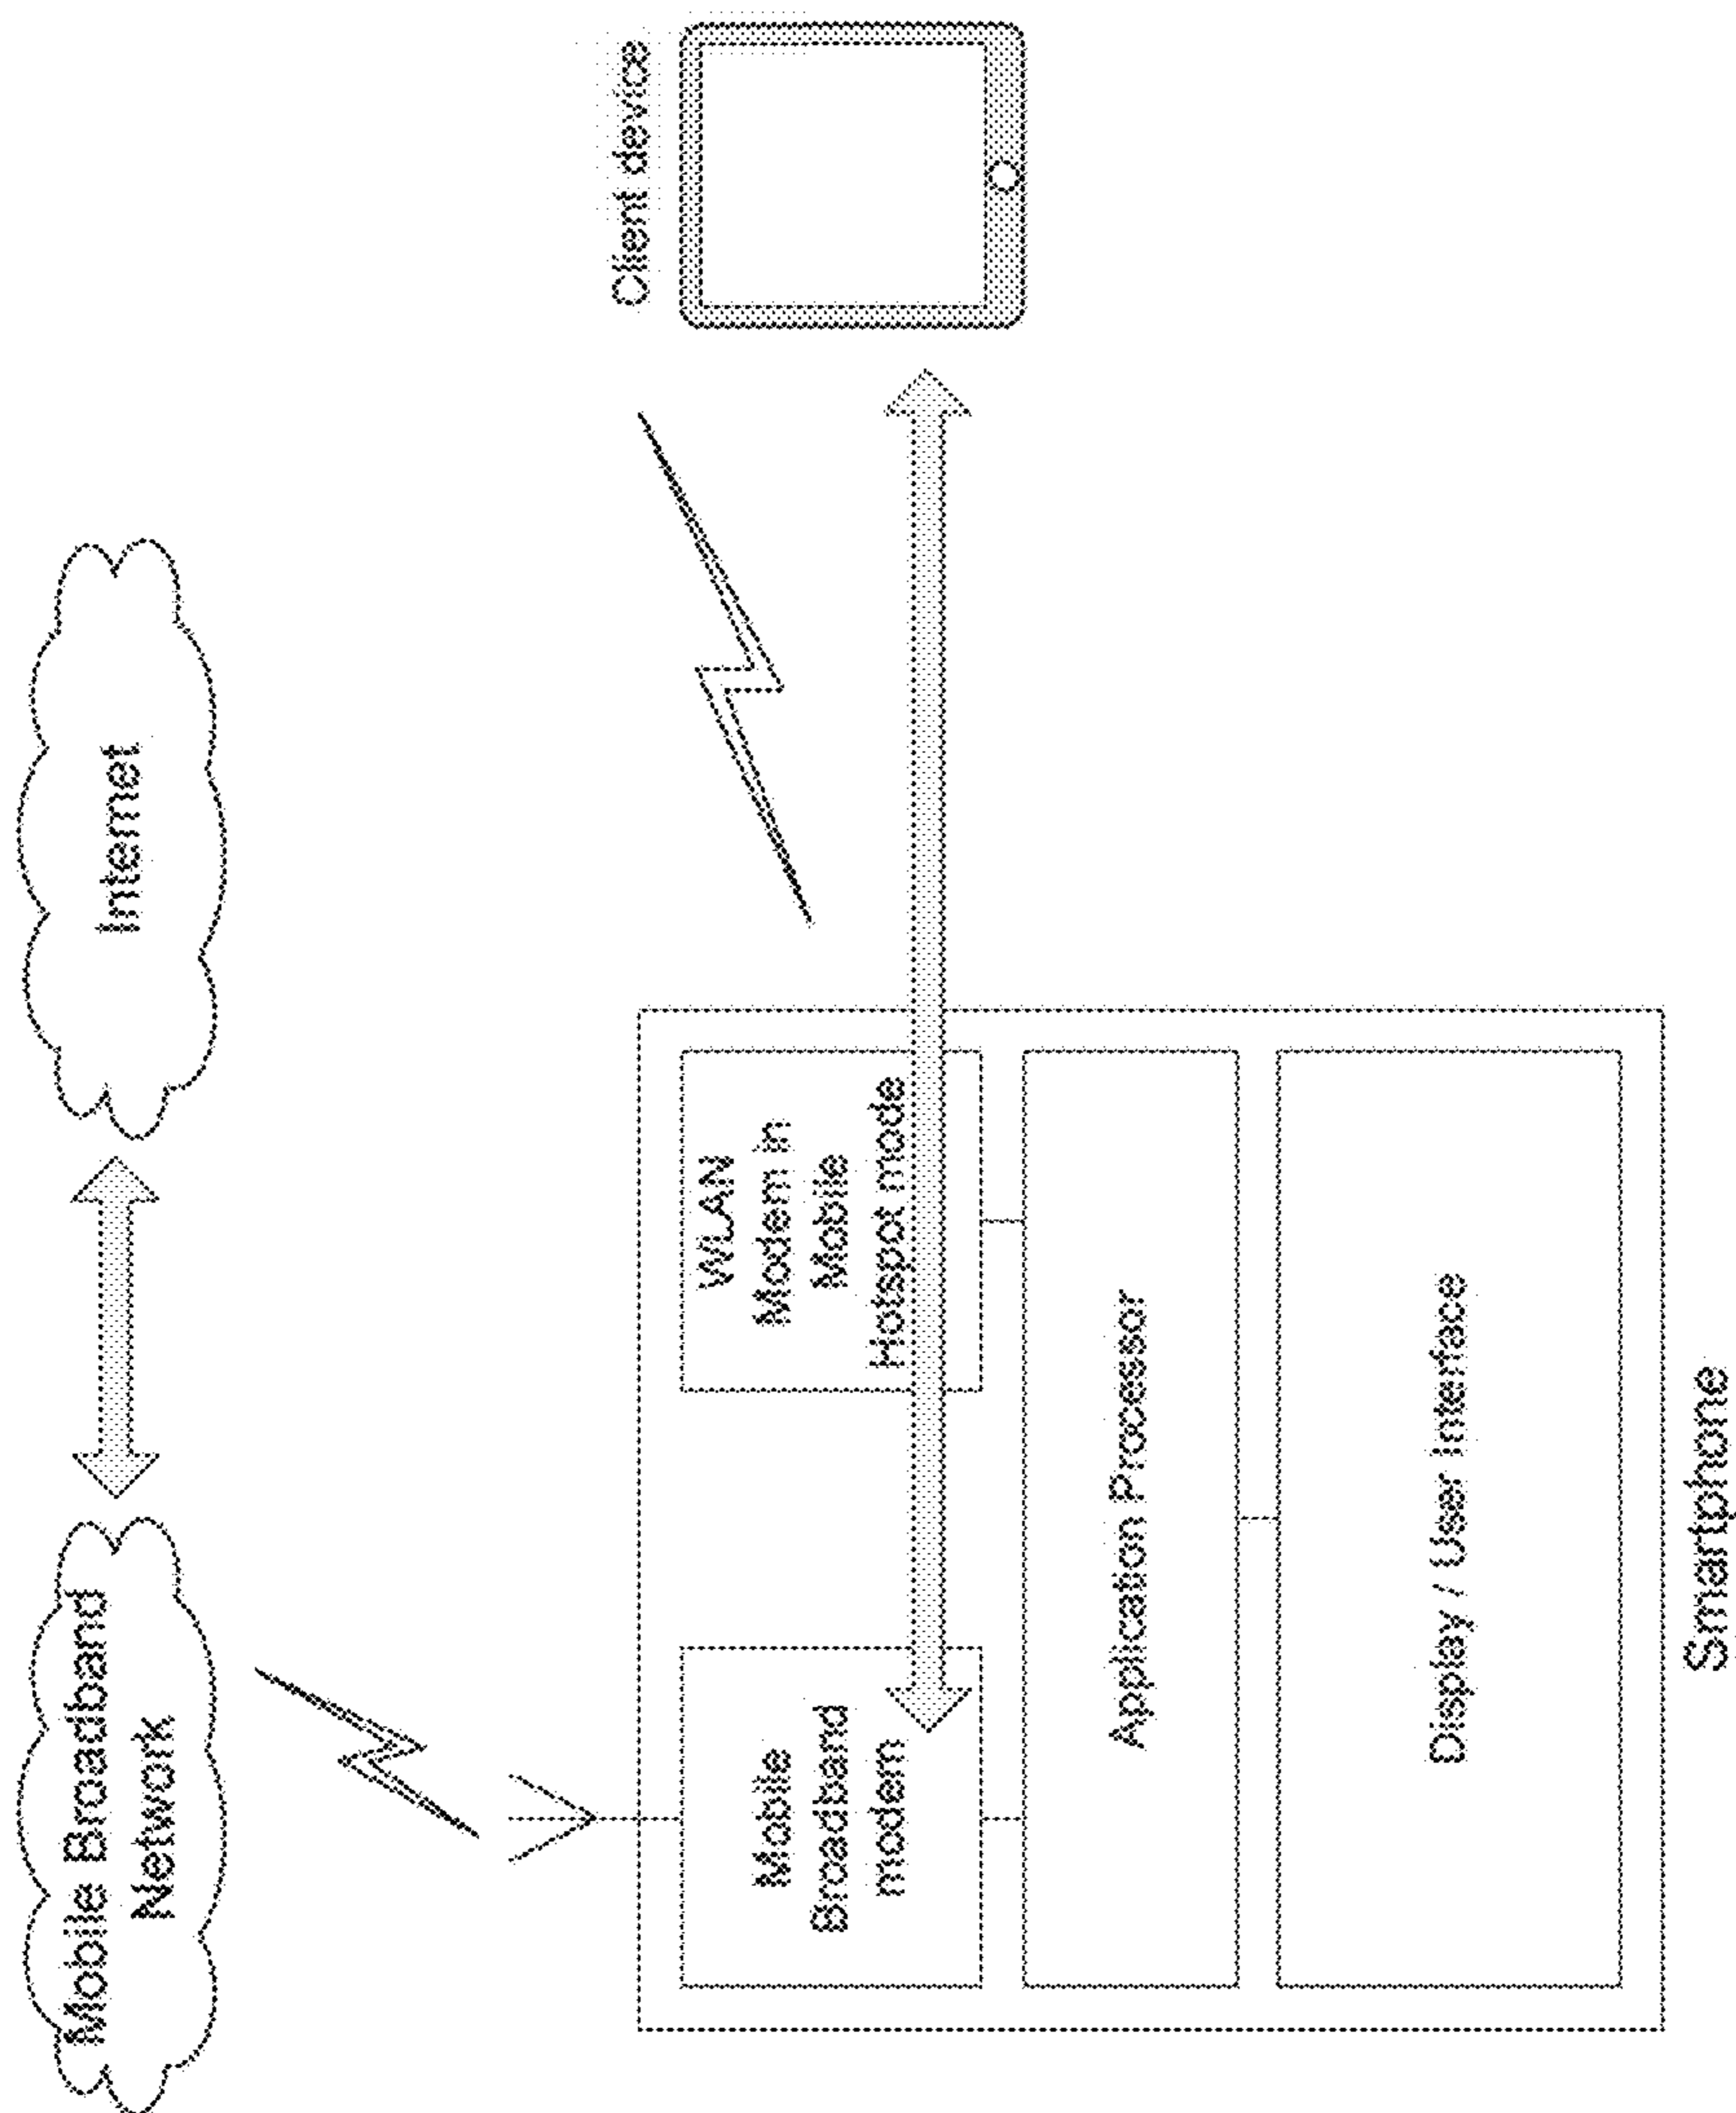 Mobile Broadband
Network
Internet
Client device
Mobile
Broadband
modem
WLAN
Modem in
Mobile
Hotspot mode
Application Processor
Display / User Interface
Smartphone